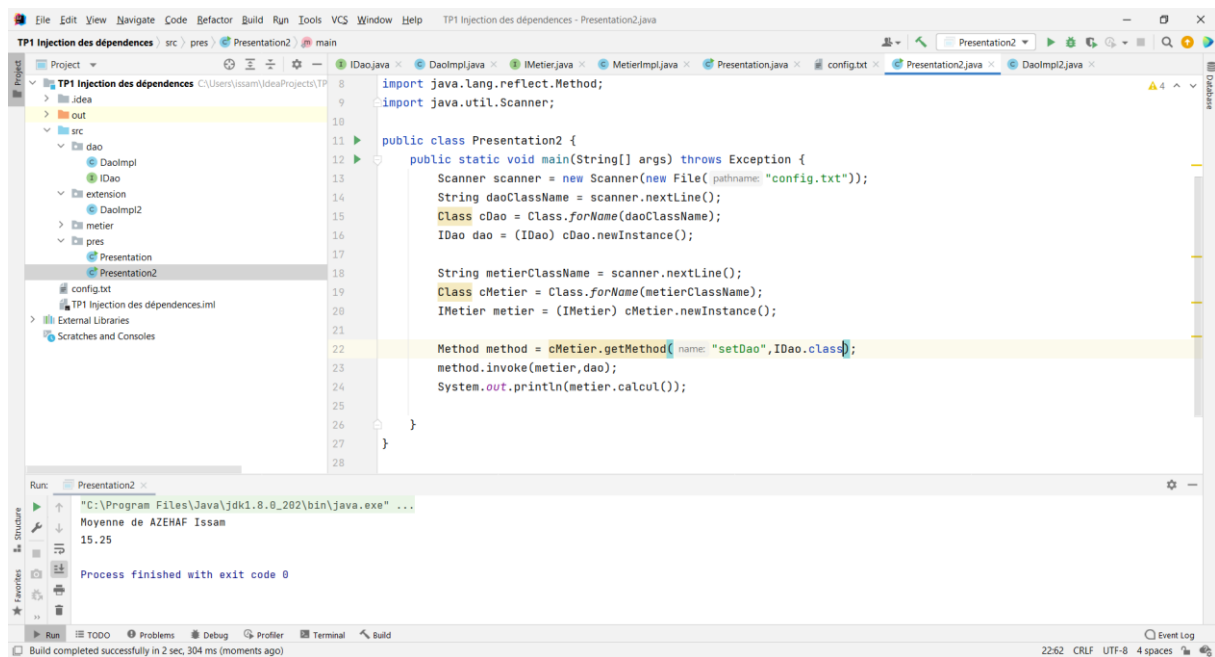 File Edit View Navigate Code Refactor Build Run Tools VCS Window Help TP1 Injection des dépendences - Presentation2.java
TP1 Injection des dépendences src pres Presentation2 main Presentation2
Project IDao.java DaoImpl.java IMetier.java MetierImpl.java Presentation.java config.txt Presentation2.java DaoImpl2.java
Project
Database
TP1 Injection des dépendences C:\Users\issam\IdeaProjects\TP
.idea
out
src
dao
DaoImpl
IDao
extension
DaoImpl2
metier
pres
Presentation
Presentation2
config.txt
TP1 Injection des dépendences.iml
External Libraries
Scratches and Consoles
4
8 import java.lang.reflect.Method;
9 import java.util.Scanner;
10
11 public class Presentation2 {
12 public static void main(String[] args) throws Exception {
13 Scanner scanner = new Scanner(new File( pathname: "config.txt"));
14 String daoClassName = scanner.nextLine();
15 Class cDao = Class.forName(daoClassName);
16 IDao dao = (IDao) cDao.newInstance();
17
18 String metierClassName = scanner.nextLine();
19 Class cMetier = Class.forName(metierClassName);
20 IMetier metier = (IMetier) cMetier.newInstance();
21
22 Method method = cMetier.getMethod( name: "setDao",IDao.class);
23 method.invoke(metier,dao);
24 System.out.println(metier.calcul());
25
26 }
27 }
28
Run: Presentation2
"C:\Program Files\Java\jdk1.8.0_202\bin\java.exe" ...
Moyenne de AZEHAF Issam
15.25
Process finished with exit code 0
Structure
Favorites
Run TODO Problems Debug Profiler Terminal Build Event Log
Build completed successfully in 2 sec, 304 ms (moments ago) 22:62 CRLF UTF-8 4 spaces